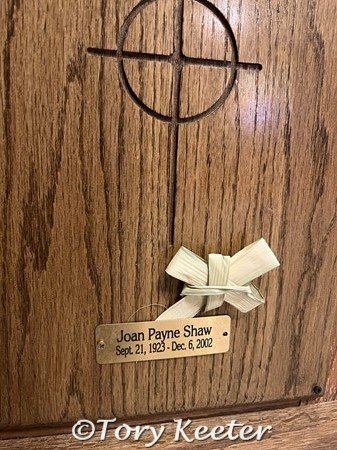 Joan Payne Shaw
Sept. 21, 1923 - Dec. 6, 2002
©Tory Keeter